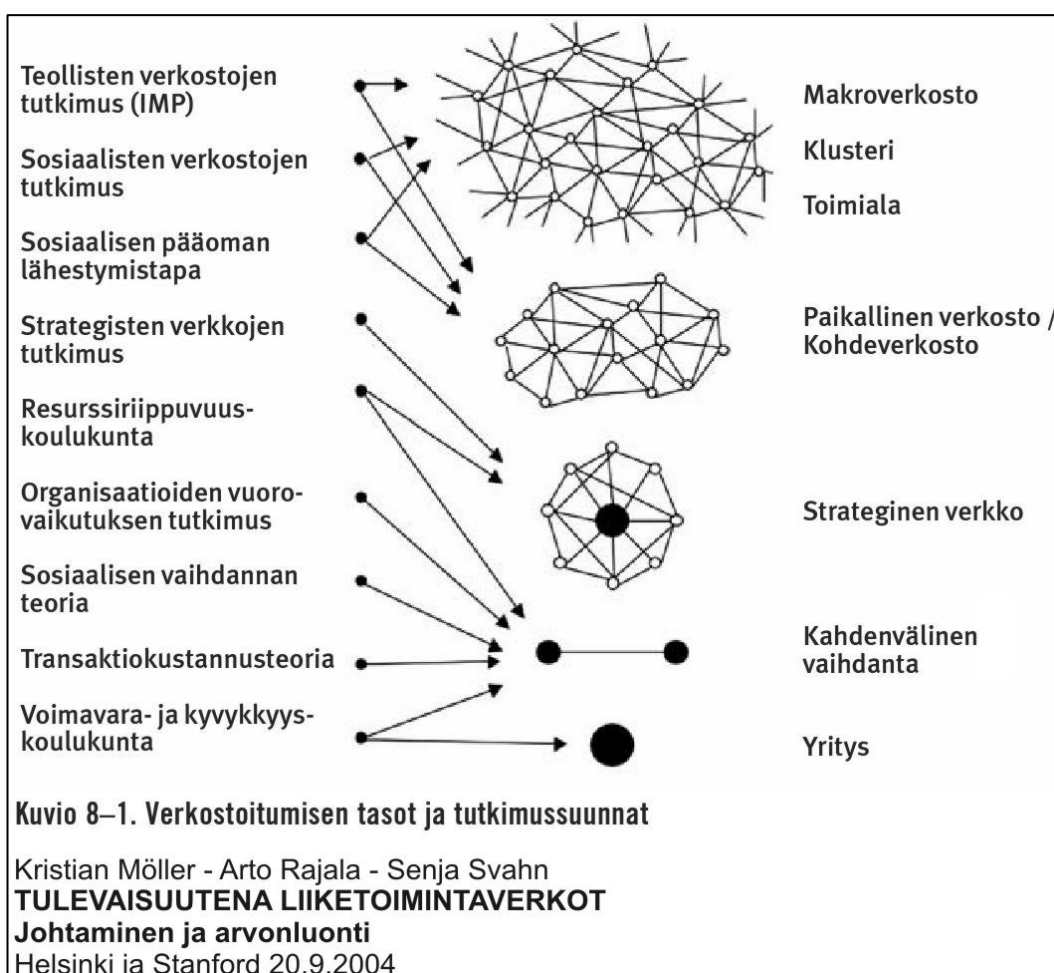 Teollisten verkostojen
tutkimus (IMP)
Sosiaalisten verkostojen
tutkimus
Sosiaalisen pääoman
lähestymistapa
Strategisten verkkojen
tutkimus
Resurssiriippuvuus-
koulukunta
Organisaatioiden vuoro-
vaikutuksen tutkimus
Sosiaalisen vaihdannan
teoria
Transaktiokustannusteoria
Voimavara- ja kyvykkyys-
koulukunta
Makroverkosto
Klusteri
Toimiala
Paikallinen verkosto /
Kohdeverkosto
Strateginen verkko
Kahdenvälinen
vaihdanta
Yritys
Kuvio 8–1. Verkostoitumisen tasot ja tutkimussuunnat
Kristian Möller - Arto Rajala - Senja Svahn
TULEVAISUUTENA LIIKETOIMINTAVERKOT
Johtaminen ja arvonluonti
Helsinki ja Stanford 20.9.2004